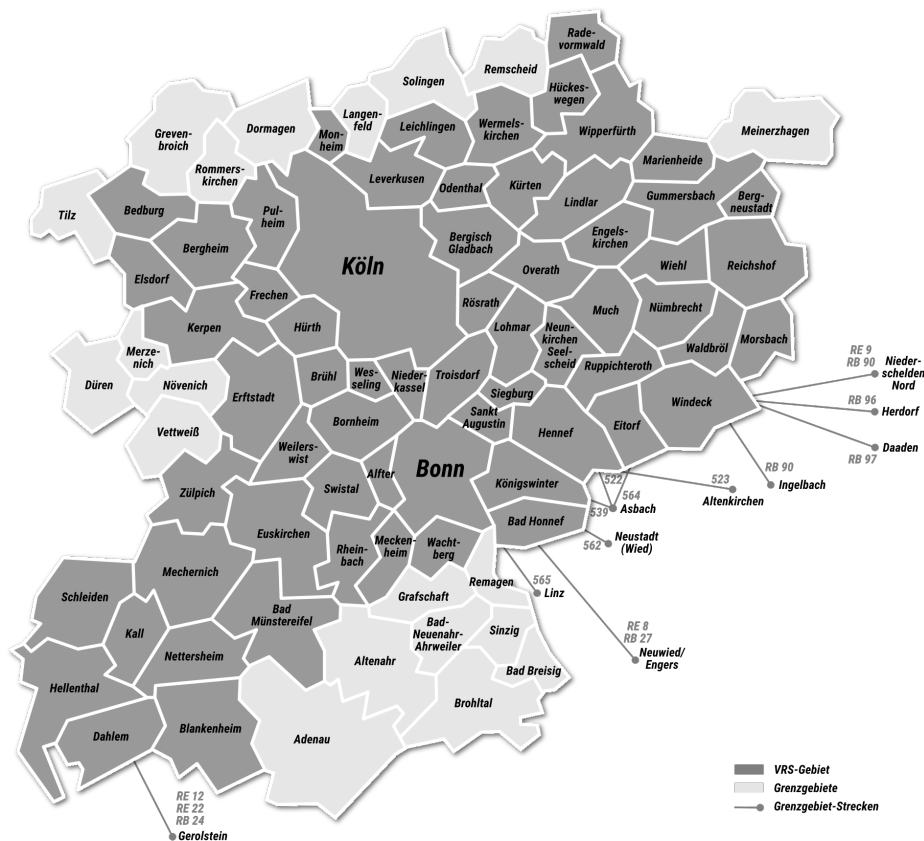 Rade-
vormwald
Remscheid
Solingen
Hückes-
wegen
Langen-
feld
Wermels-
kirchen
Wipperfürth
Meinerzhagen
Dormagen
Mon-
heim
Leichlingen
Greven-
broich
Marienheide
Rommers-
kirchen
Leverkusen
Odenthal
Kürten
Lindlar
Gummersbach
Berg-
neustadt
Tilz
Bedburg
Pul-
heim
Bergisch
Gladbach
Engels-
kirchen
Bergheim
Köln
Overath
Wiehl
Reichshof
Elsdorf
Frechen
Rösrath
Much
Nümbrecht
Kerpen
Hürth
Lohmar
Neun-
kirchen
Seel-
scheid
Waldbröl
Morsbach
Merze-
nich
Düren
Növenich
Erftstadt
Brühl
Wes-
seling
Nieder-
kassel
Troisdorf
Ruppichteroth
RE 9
RB 90
Nieder-
schelden
Nord
Siegburg
Windeck
RB 96
Herdorf
Vettweiß
Bornheim
Sankt
Augustin
Hennef
Eitorf
Weilers-
wist
Daaden
RB 97
Bonn
Alfter
Zülpich
Swistal
Königswinter
522
564
539
Asbach
523
Altenkirchen
RB 90
Ingelbach
Euskirchen
Bad Honnef
Rhein-
bach
Mecken-
heim
Wacht-
berg
562
Neustadt
(Wied)
Mechernich
Remagen
565
Linz
Schleiden
Grafschaft
Bad
Münstereifel
Kall
Bad-
Neuenahr-
Ahrweiler
Sinzig
RE 8
RB 27
Neuwied/
Engers
Nettersheim
Altenahr
Bad Breisig
Hellenthal
Brohltal
Dahlem
Blankenheim
Adenau
VRS-Gebiet
Grenzgebiete
Grenzgebiet-Strecken
RE 12
RE 22
RB 24
Gerolstein